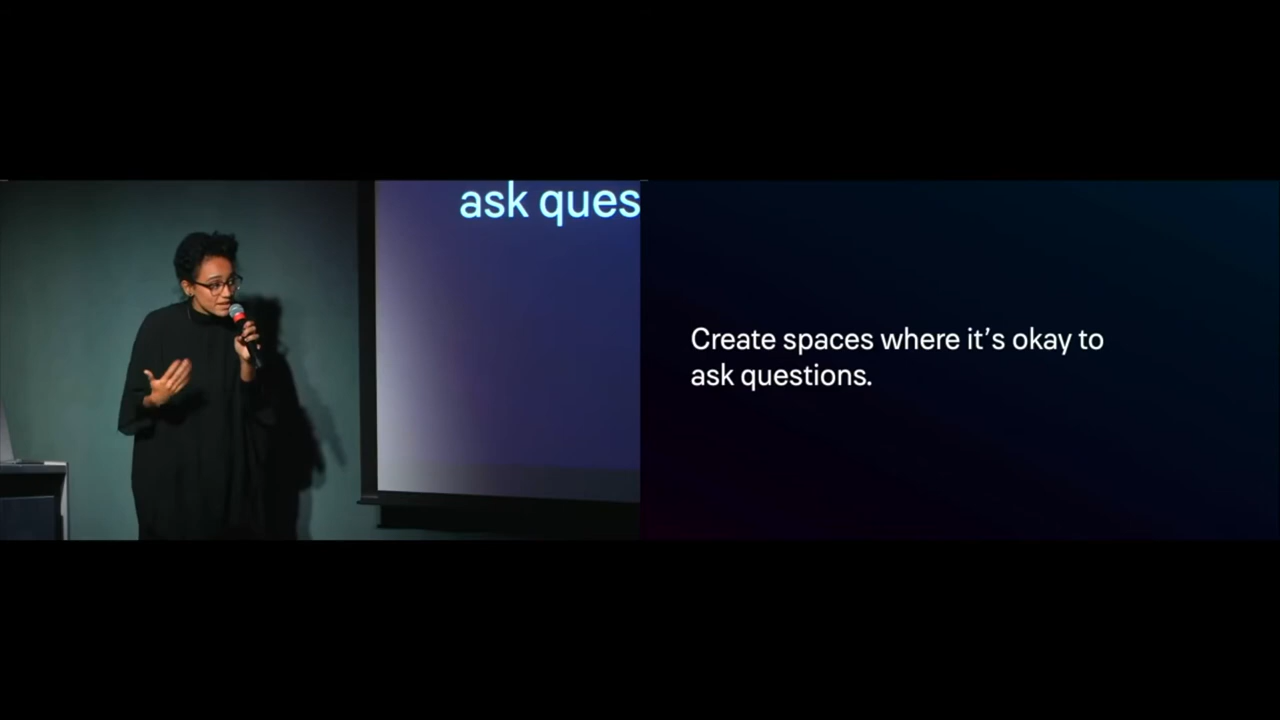 ask ques
Create spaces where it’s okay to
ask questions.